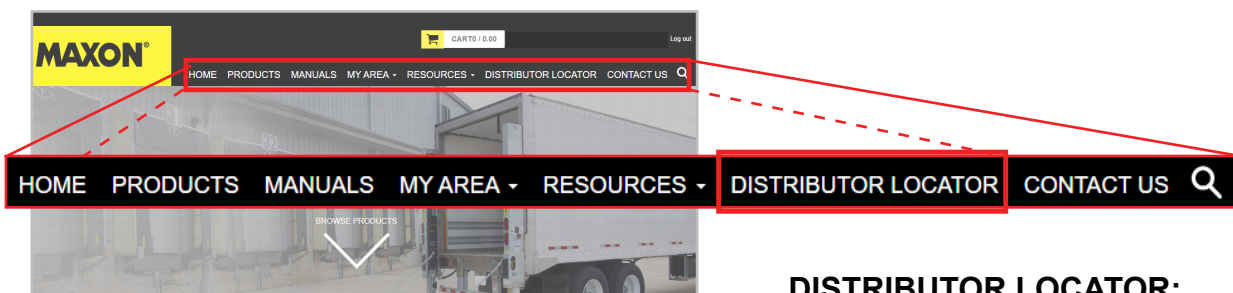 MAXON®
CART0 / 0.00
Log out
HOME PRODUCTS MANUALS MY AREA RESOURCES DISTRIBUTOR LOCATOR CONTACT US
HOME PRODUCTS MANUALS MY AREA RESOURCES DISTRIBUTOR LOCATOR CONTACT US
BROWSE PRODUCTS
DISTRIBUTOR LOCATOR: